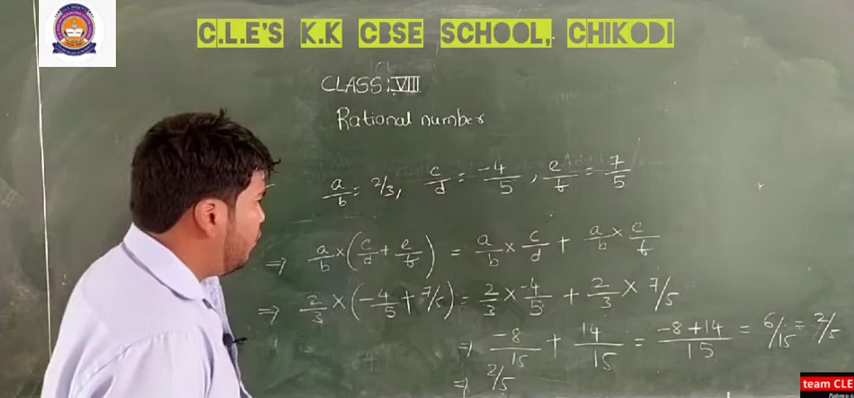 C.L.E'S K.K CBSE SCHOOL, CHIKODI
CLASS: VIII
Rational number
a/b = 2/3, c/d = -4/5, e/f = 7/5
⇒ a/b × (c/d + e/f) = a/b × c/d + a/b × e/f
⇒ 2/3 × (-4/5 + 7/5) = 2/3 × -4/5 + 2/3 × 7/5
⇒ -8/15 + 14/15 = -8+14/15 = 6/15 = 2/5
⇒ 2/5
team CLE